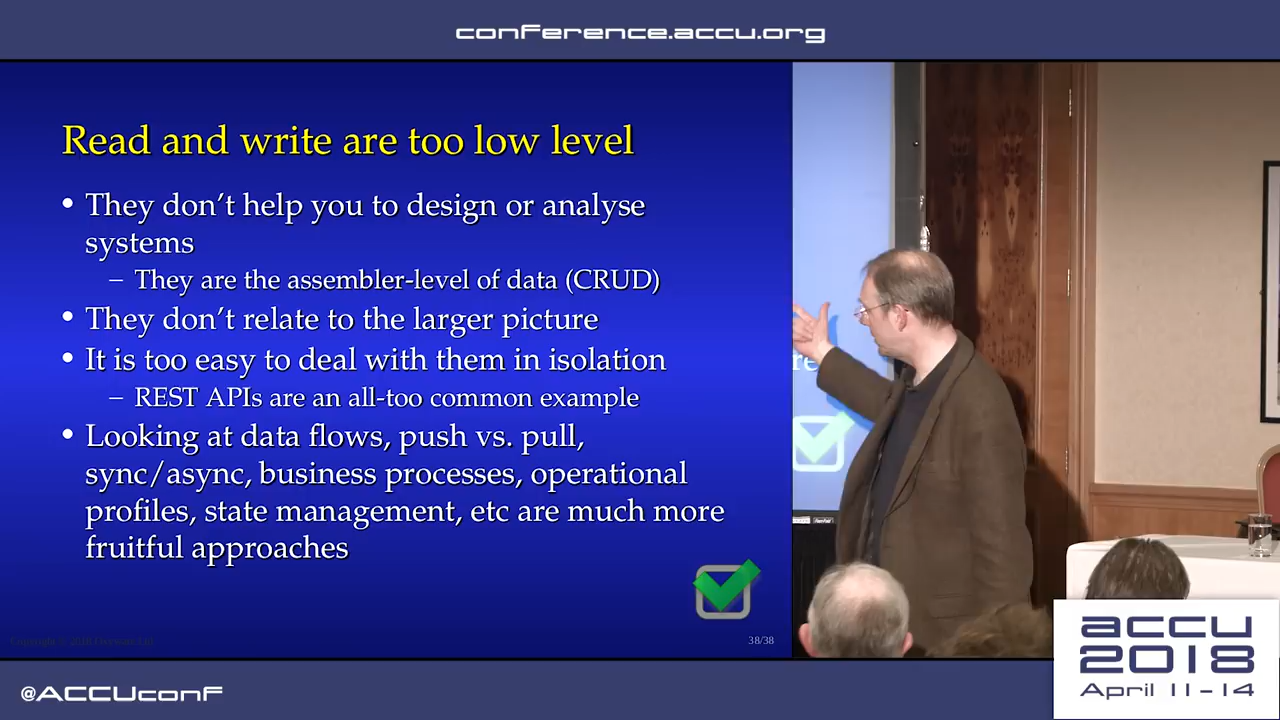 conference.accu.org
Read and write are too low level
• They don't help you to design or analyse
systems
– They are the assembler-level of data (CRUD)
• They don't relate to the larger picture
• It is too easy to deal with them in isolation
– REST APIs are an all-too common example
• Looking at data flows, push vs. pull,
sync/async, business processes, operational
profiles, state management, etc are much more
fruitful approaches
38/38
re
@ACCUconf
accu
2018
April 11-14